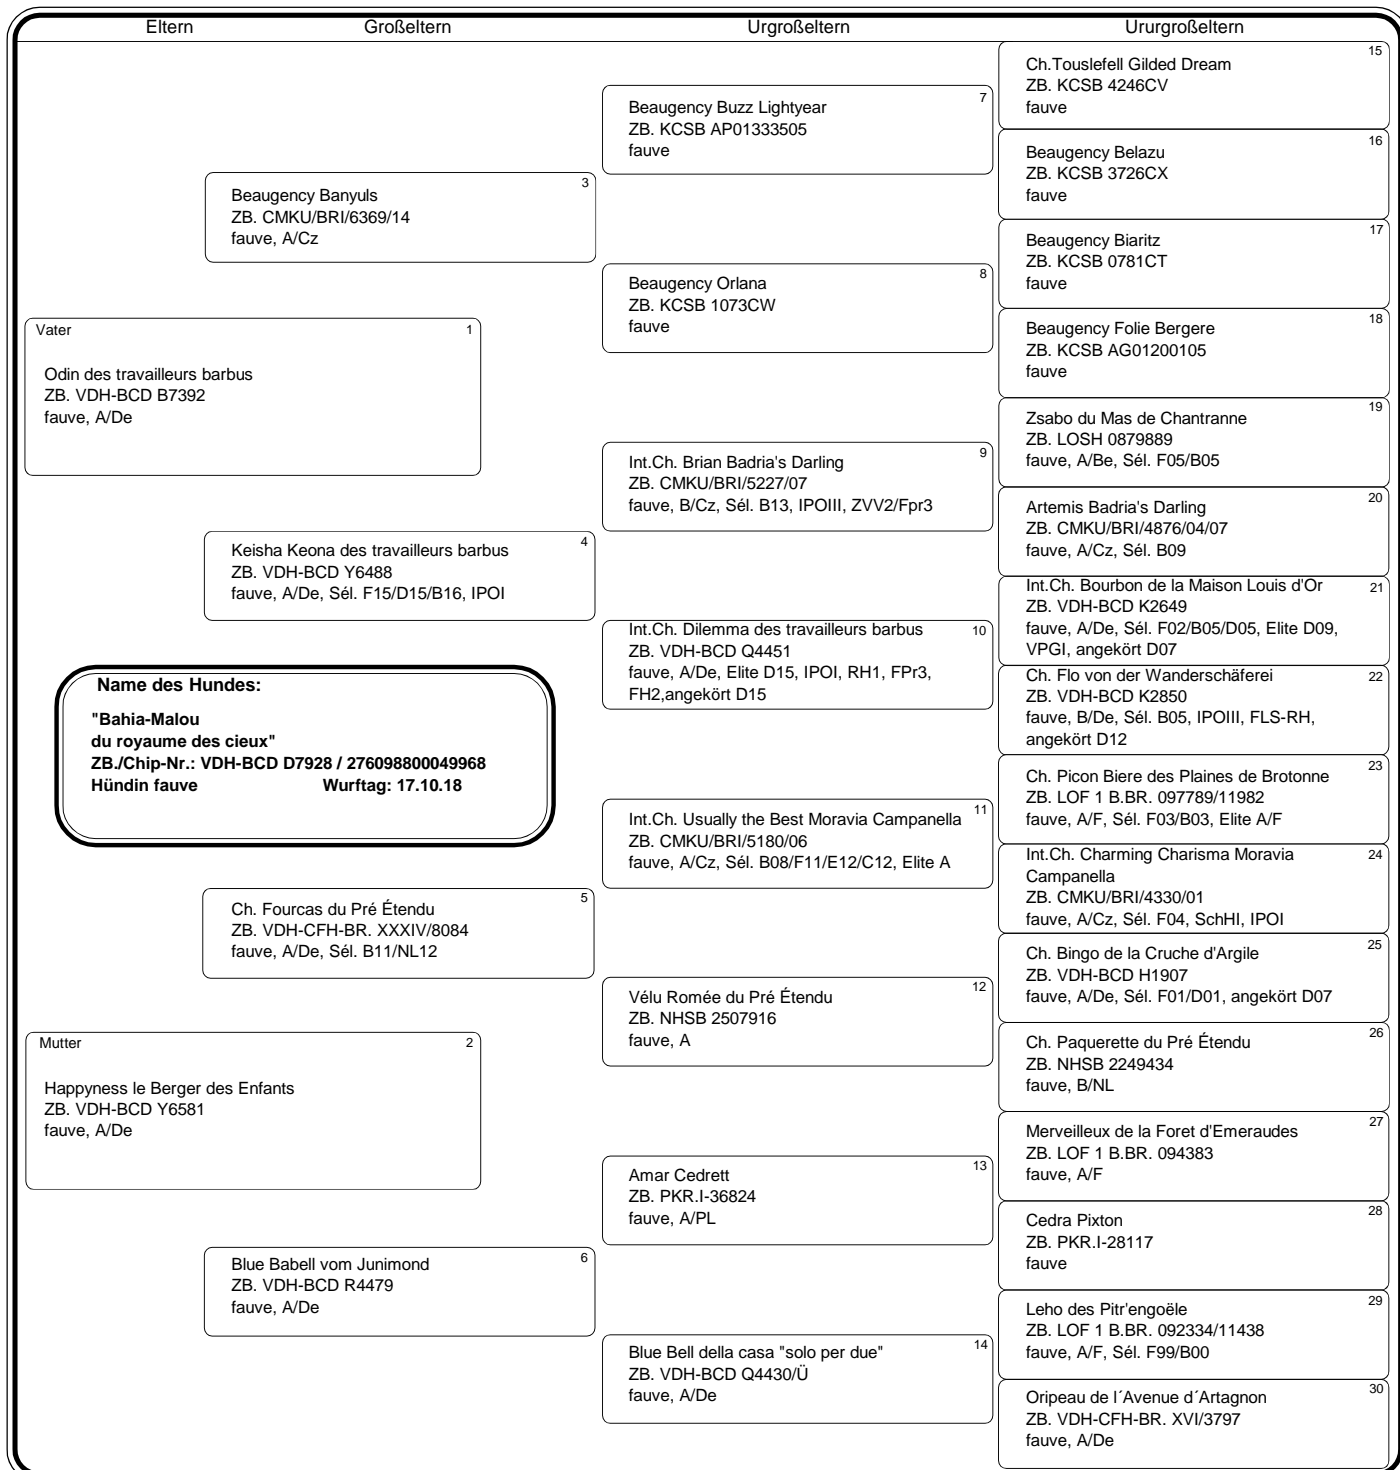 Eltern Großeltern Urgroßeltern Ururgroßeltern
Vater 1
Odin des travailleurs barbus
ZB. VDH-BCD B7392
fauve, A/De
Name des Hundes:
"Bahia-Malou
du royaume des cieux"
ZB./Chip-Nr.: VDH-BCD D7928 / 276098800049968
Hündin fauve Wurftag: 17.10.18
Mutter 2
Happyness le Berger des Enfants
ZB. VDH-BCD Y6581
fauve, A/De
3
Beaugency Banyuls
ZB. CMKU/BRI/6369/14
fauve, A/Cz
4
Keisha Keona des travailleurs barbus
ZB. VDH-BCD Y6488
fauve, A/De, Sél. F15/D15/B16, IPOI
5
Ch. Fourcas du Pré Étendu
ZB. VDH-CFH-BR. XXXIV/8084
fauve, A/De, Sél. B11/NL12
6
Blue Babell vom Junimond
ZB. VDH-BCD R4479
fauve, A/De
7
Beaugency Buzz Lightyear
ZB. KCSB AP01333505
fauve
8
Beaugency Orlana
ZB. KCSB 1073CW
fauve
9
Int.Ch. Brian Badria's Darling
ZB. CMKU/BRI/5227/07
fauve, B/Cz, Sél. B13, IPOIII, ZVV2/Fpr3
Int.Ch. Dilemma des travailleurs barbus 10
ZB. VDH-BCD Q4451
fauve, A/De, Elite D15, IPOI, RH1, FPr3,
FH2,angekört D15
Int.Ch. Usually the Best Moravia Campanella 11
ZB. CMKU/BRI/5180/06
fauve, A/Cz, Sél. B08/F11/E12/C12, Elite A
12
Vélu Romée du Pré Étendu
ZB. NHSB 2507916
fauve, A
13
Amar Cedrett
ZB. PKR.I-36824
fauve, A/PL
14
Blue Bell della casa "solo per due"
ZB. VDH-BCD Q4430/Ü
fauve, A/De
15
Ch.Touslefell Gilded Dream
ZB. KCSB 4246CV
fauve
16
Beaugency Belazu
ZB. KCSB 3726CX
fauve
17
Beaugency Biaritz
ZB. KCSB 0781CT
fauve
18
Beaugency Folie Bergere
ZB. KCSB AG01200105
fauve
19
Zsabo du Mas de Chantranne
ZB. LOSH 0879889
fauve, A/Be, Sél. F05/B05
20
Artemis Badria's Darling
ZB. CMKU/BRI/4876/04/07
fauve, A/Cz, Sél. B09
Int.Ch. Bourbon de la Maison Louis d'Or 21
ZB. VDH-BCD K2649
fauve, A/De, Sél. F02/B05/D05, Elite D09,
VPGI, angekört D07
Ch. Flo von der Wanderschäferei 22
ZB. VDH-BCD K2850
fauve, B/De, Sél. B05, IPOIII, FLS-RH,
angekört D12
23
Ch. Picon Biere des Plaines de Brotonne
ZB. LOF 1 B.BR. 097789/11982
fauve, A/F, Sél. F03/B03, Elite A/F
Int.Ch. Charming Charisma Moravia 24
Campanella
ZB. CMKU/BRI/4330/01
fauve, A/Cz, Sél. F04, SchHI, IPOI
25
Ch. Bingo de la Cruche d'Argile
ZB. VDH-BCD H1907
fauve, A/De, Sél. F01/D01, angekört D07
26
Ch. Paquerette du Pré Étendu
ZB. NHSB 2249434
fauve, B/NL
27
Merveilleux de la Foret d'Emeraudes
ZB. LOF 1 B.BR. 094383
fauve, A/F
28
Cedra Pixton
ZB. PKR.I-28117
fauve
29
Leho des Pitr'engoële
ZB. LOF 1 B.BR. 092334/11438
fauve, A/F, Sél. F99/B00
30
Oripeau de l´Avenue d´Artagnon
ZB. VDH-CFH-BR. XVI/3797
fauve, A/De